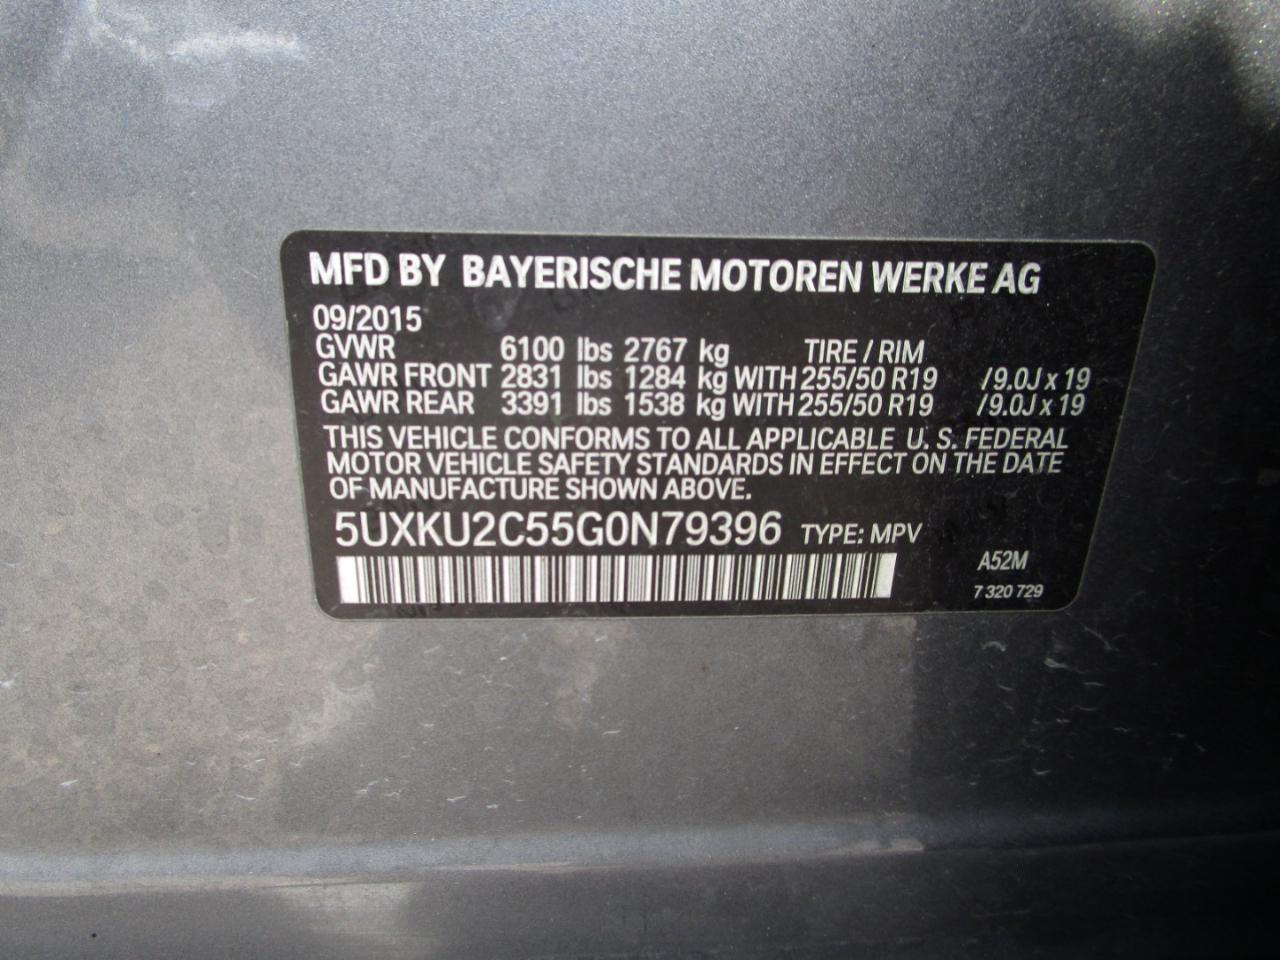 MFD BY BAYERISCHE MOTOREN WERKE AG
09/2015
GVWR 6100 lbs 2767 kg TIRE / RIM
GAWR FRONT 2831 lbs 1284 kg WITH 255/50 R19 /9.0J x 19
GAWR REAR 3391 lbs 1538 kg WITH 255/50 R19 /9.0J x 19
THIS VEHICLE CONFORMS TO ALL APPLICABLE U. S. FEDERAL
MOTOR VEHICLE SAFETY STANDARDS IN EFFECT ON THE DATE
OF MANUFACTURE SHOWN ABOVE.
5UXKU2C55G0N79396 TYPE: MPV
A52M
7 320 729